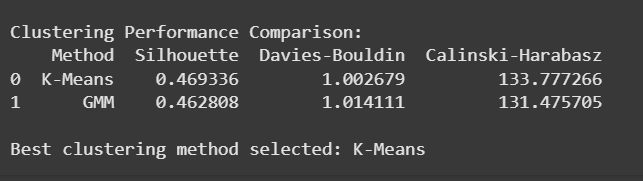 Clustering Performance Comparison:
Method Silhouette Davies-Bouldin Calinski-Harabasz
0 K-Means 0.469336 1.002679 133.777266
1 GMM 0.462808 1.014111 131.475705
Best clustering method selected: K-Means